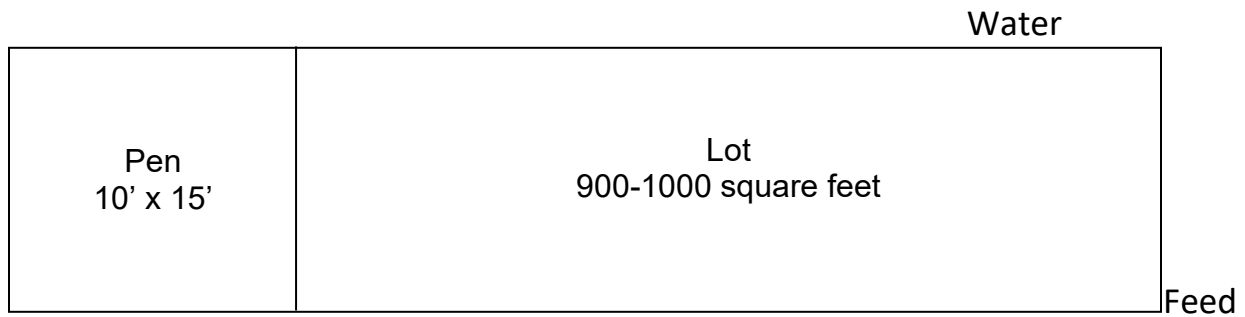 Water
Pen
10’ x 15’
Lot
900-1000 square feet
Feed